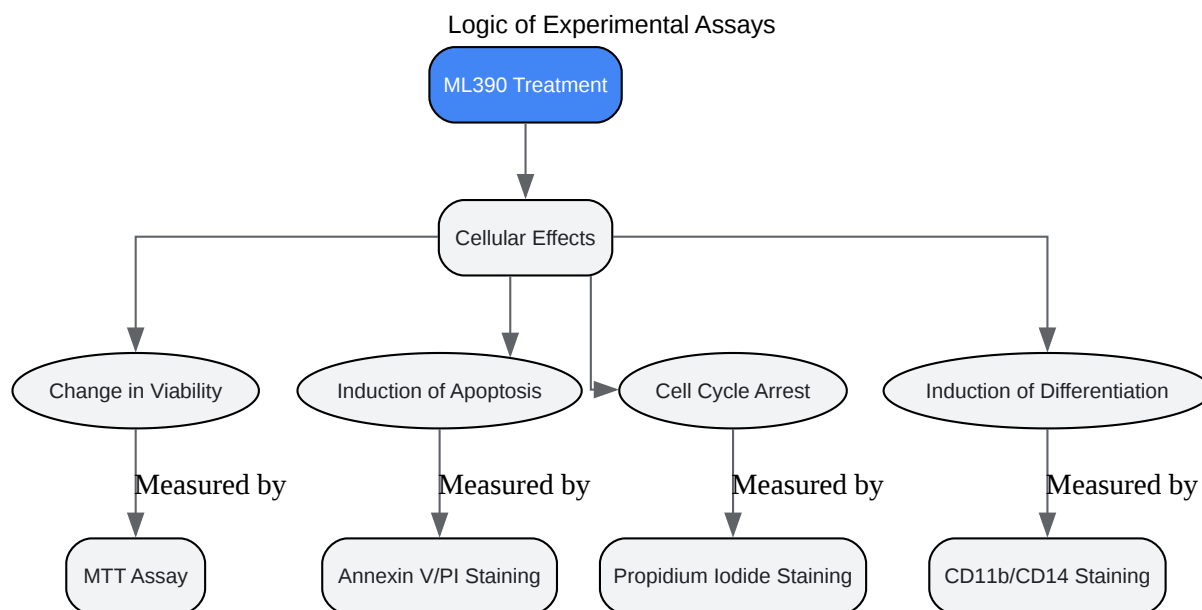 Logic of Experimental Assays
ML390 Treatment
Cellular Effects
Change in Viability
Induction of Apoptosis
Cell Cycle Arrest
Induction of Differentiation
Measured by
Measured by
Measured by
Measured by
MTT Assay
Annexin V/PI Staining
Propidium Iodide Staining
CD11b/CD14 Staining